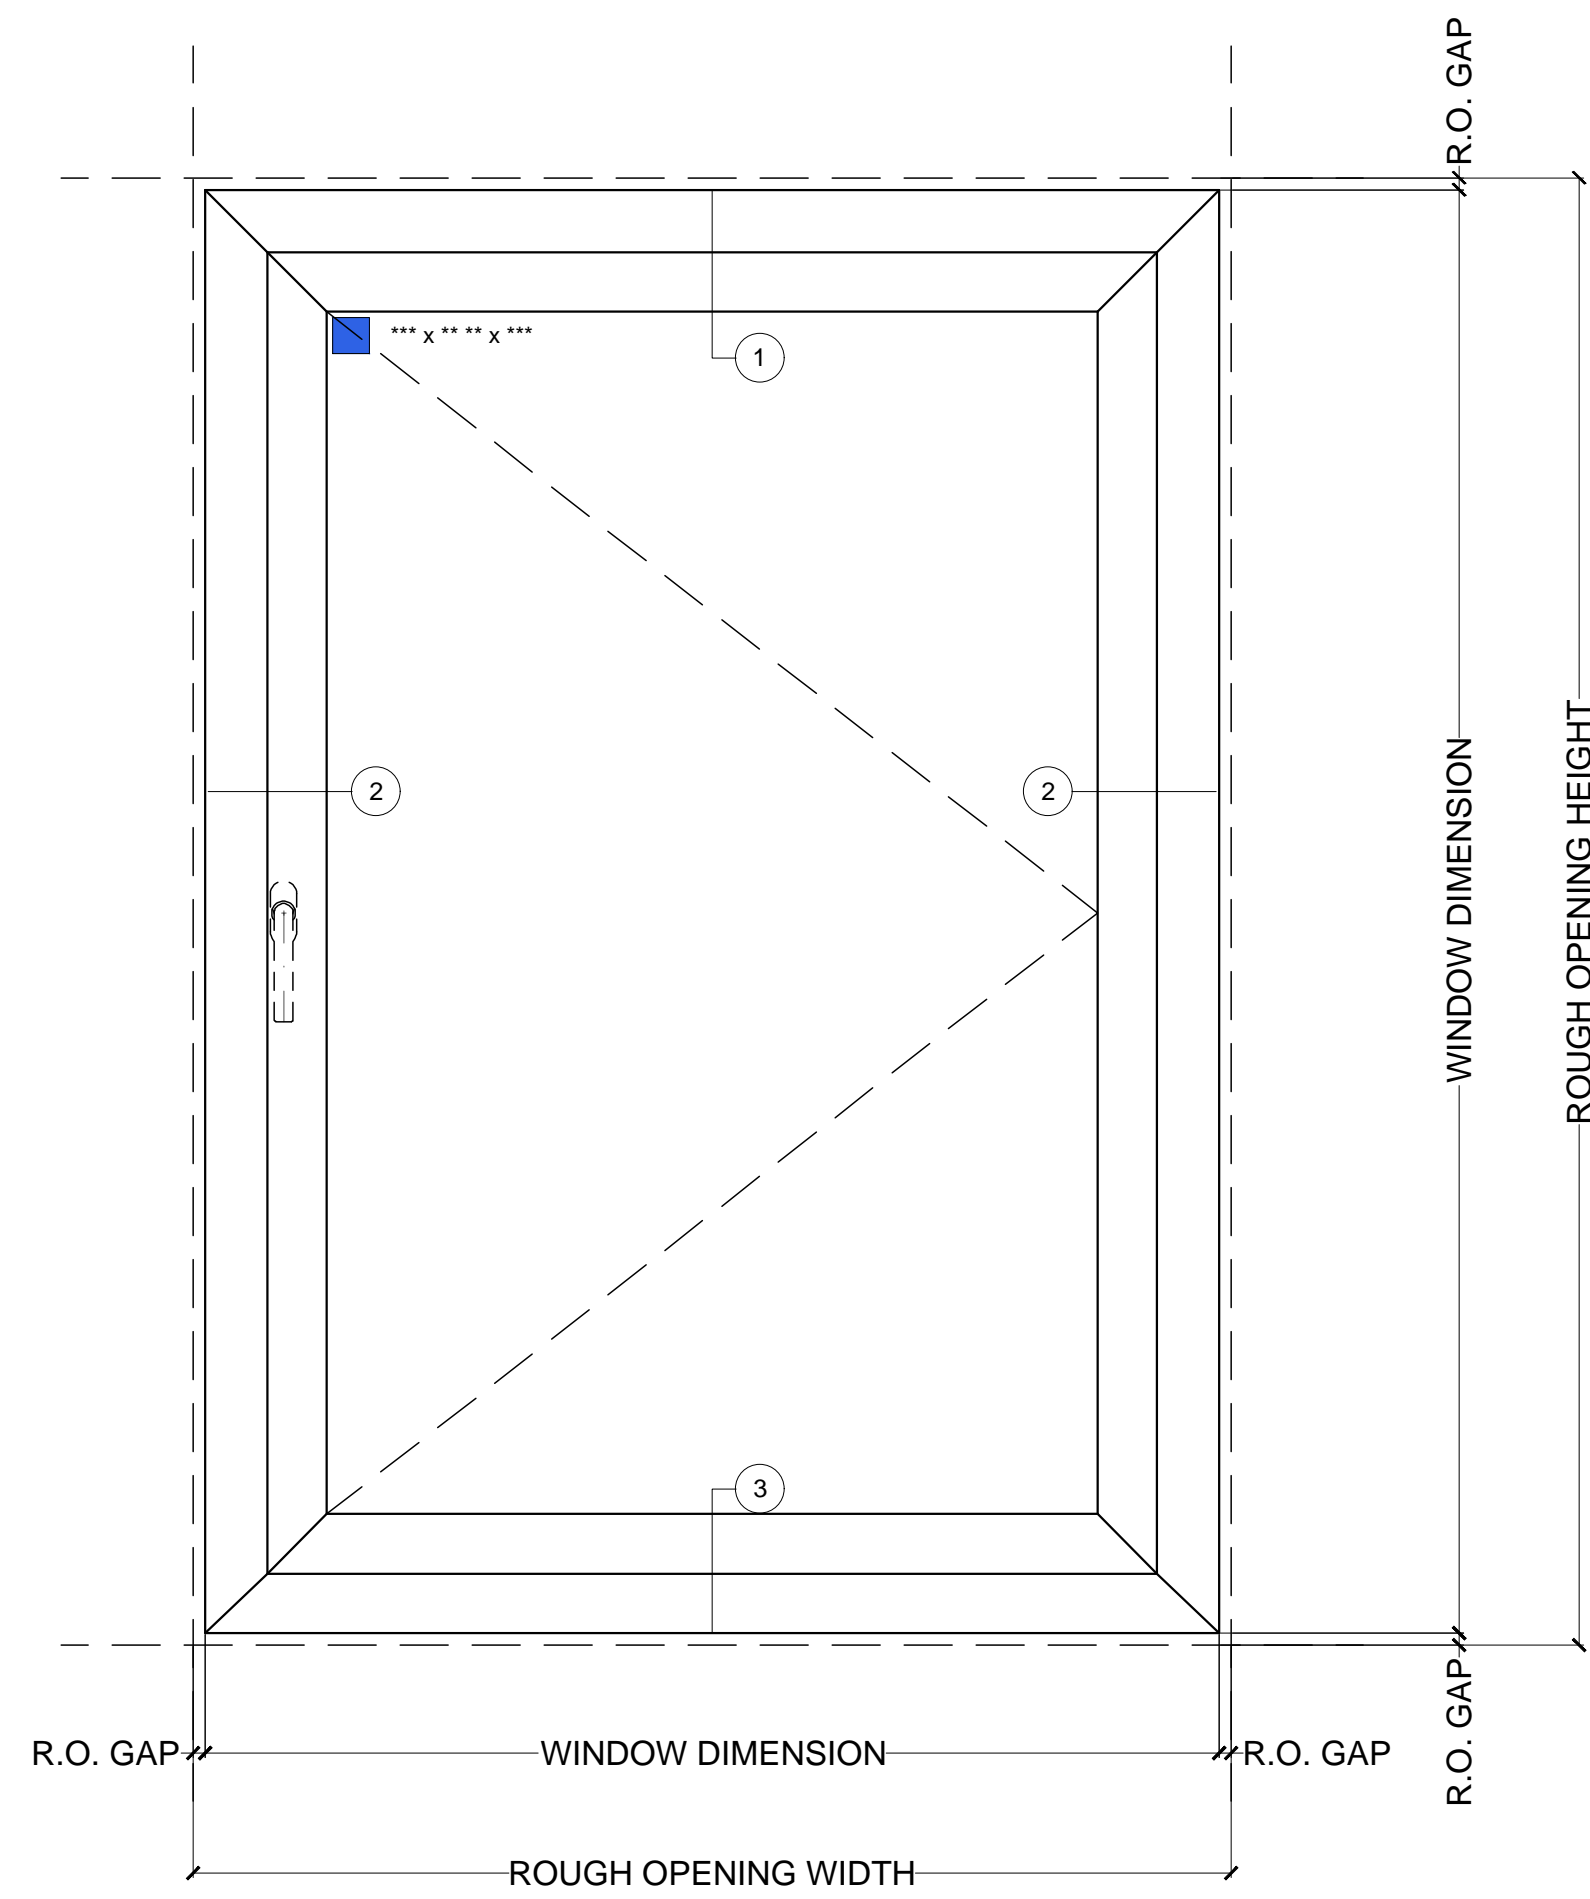 R.O. GAP
*** x ** ** x ***
1
2
2
WINDOW DIMENSION
ROUGH OPENING HEIGHT
3
R.O. GAP
R.O. GAP
WINDOW DIMENSION
R.O. GAP
ROUGH OPENING WIDTH